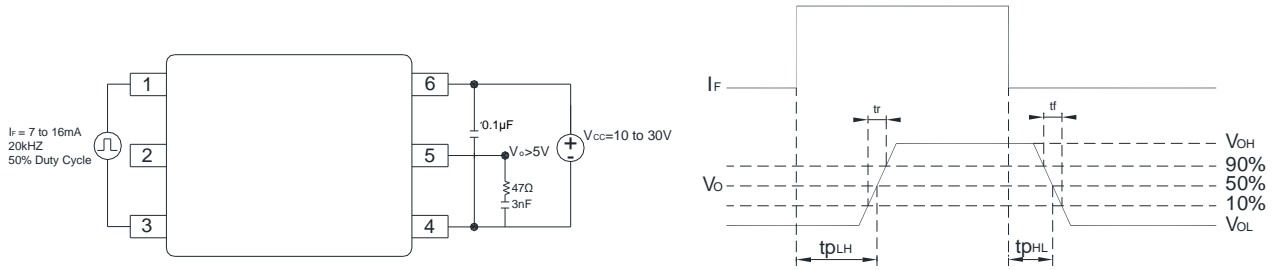 IF = 7 to 16mA
20kHZ
50% Duty Cycle
1
2
3
6
5
4
0.1µF
Vo>5V
47Ω
3nF
VCC=10 to 30V
+
-
IF
tr
tf
VO
VOH
90%
50%
10%
VOL
tpLH
tpHL